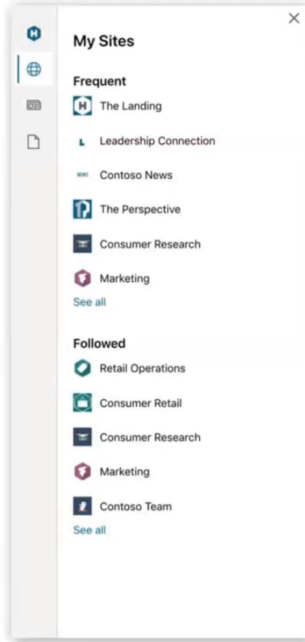 My Sites
Frequent
H The Landing
L Leadership Connection
NEWS Contoso News
The Perspective
Consumer Research
Marketing
See all
Followed
Retail Operations
Consumer Retail
Consumer Research
Marketing
Contoso Team
See all